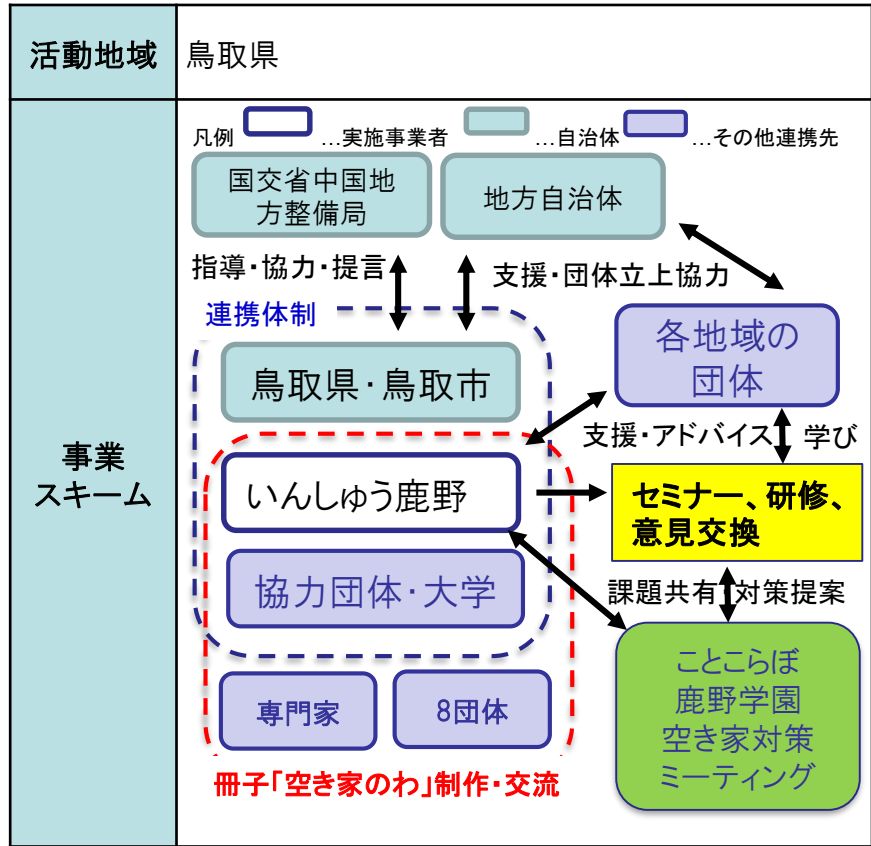 活動地域
鳥取県
事業
スキーム
凡例 …実施事業者 …自治体 …その他連携先
国交省中国地
方整備局
地方自治体
指導・協力・提言
支援・団体立上協力
連携体制
各地域の
団体
鳥取県・鳥取市
支援・アドバイス
学び
いんしゅう鹿野
セミナー、研修、
意見交換
協力団体・大学
課題共有 対策提案
ことこらぼ
鹿野学園
空き家対策
ミーティング
専門家
8団体
冊子「空き家のわ」制作・交流